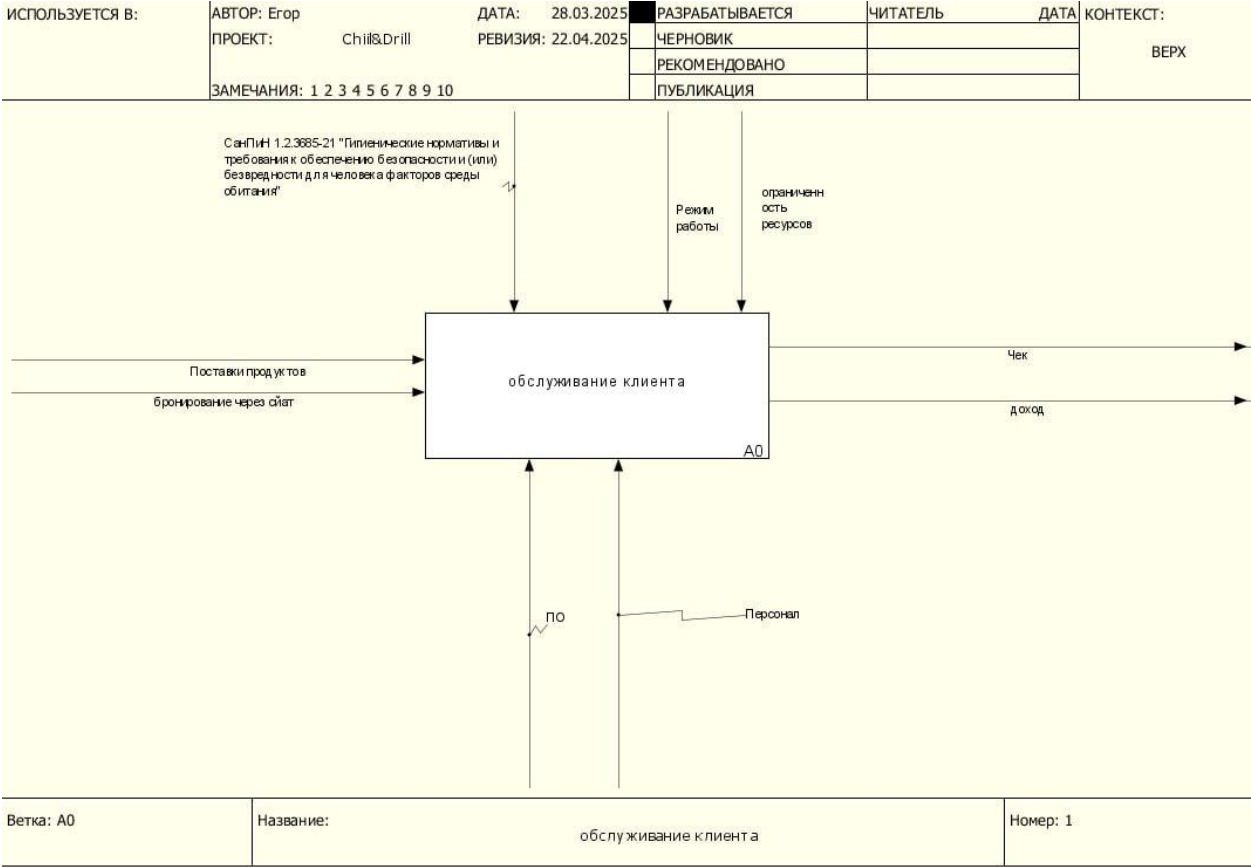 ИСПОЛЬЗУЕТСЯ В:
АВТОР: Егор
ДАТА: 28.03.2025
РАЗРАБАТЫВАЕТСЯ
ЧИТАТЕЛЬ
ДАТА
КОНТЕКСТ:
ПРОЕКТ: Chiil&Drill
РЕВИЗИЯ: 22.04.2025
ЧЕРНОВИК
ВЕРХ
РЕКОМЕНДОВАНО
ЗАМЕЧАНИЯ: 1 2 3 4 5 6 7 8 9 10
ПУБЛИКАЦИЯ
СанПиН 1.2.3685-21 "Гигиенические нормативы и
требования к обеспечению безопасности и (или)
безвредности для человека факторов среды
обитания"
Режим
работы
ограниченн
ость
ресурсов
Поставки продуктов
бронирование через сйат
обслуживание клиента
A0
Чек
доход
ПО
Персонал
Ветка: A0
Название:
обслуживание клиента
Номер: 1